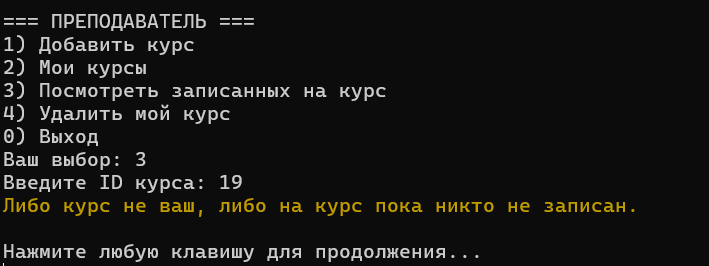 === ПРЕПОДАВАТЕЛЬ ===
1) Добавить курс
2) Мои курсы
3) Посмотреть записанных на курс
4) Удалить мой курс
0) Выход
Ваш выбор: 3
Введите ID курса: 19
Либо курс не ваш, либо на курс пока никто не записан.
Нажмите любую клавишу для продолжения...